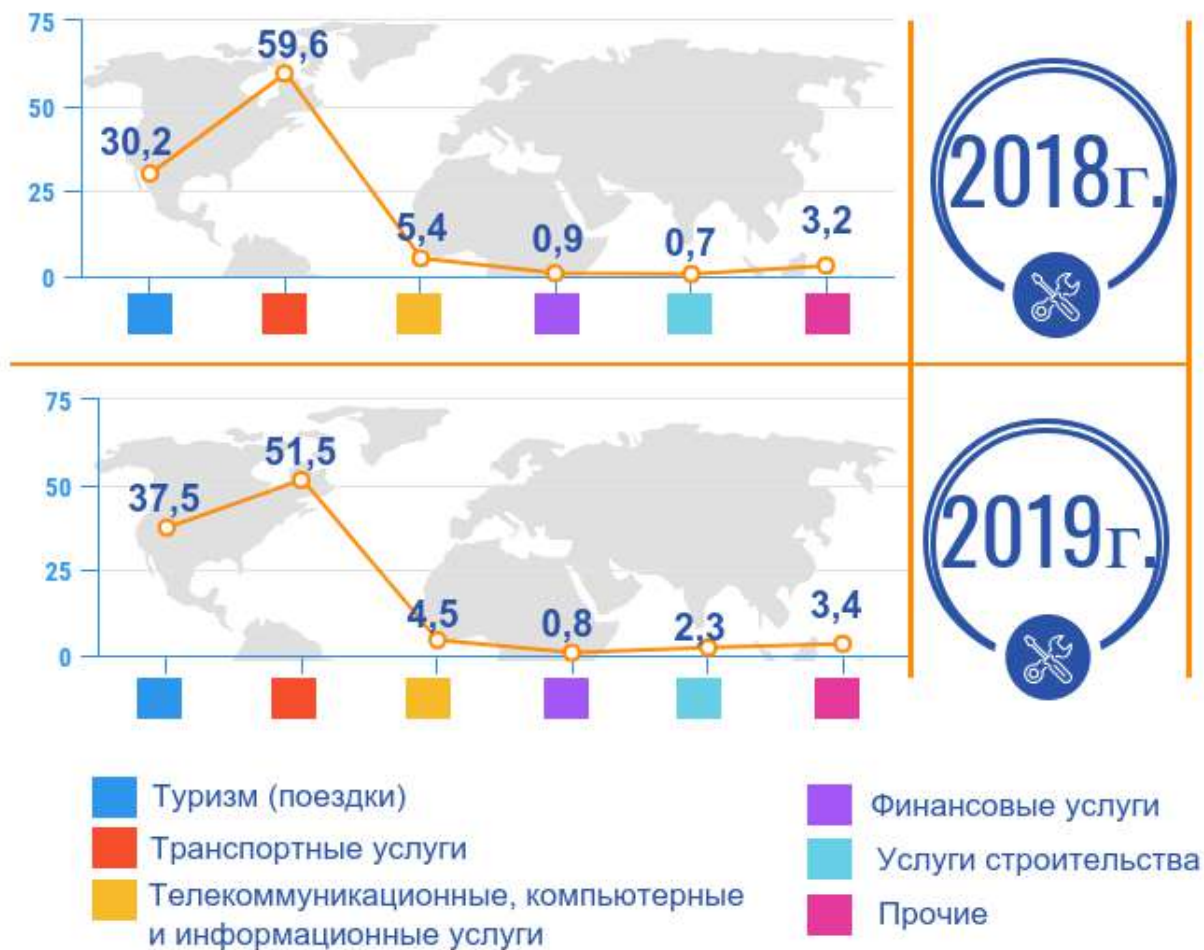 75
59,6
50
30,2
25
5,4
0,9
0,7
3,2
0
2018г.
75
51,5
50
37,5
25
4,5
0,8
2,3
3,4
0
2019г.
Туризм (поездки)
Транспортные услуги
Телекоммуникационные, компьютерные
и информационные услуги
Финансовые услуги
Услуги строительства
Прочие